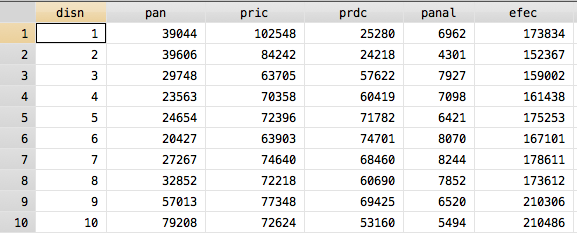 disn pan pric prdc panal efec
1 1 39044 102548 25280 6962 173834
2 2 39606 84242 24218 4301 152367
3 3 29748 63705 57622 7927 159002
4 4 23563 70358 60419 7098 161438
5 5 24654 72396 71782 6421 175253
6 6 20427 63903 74701 8070 167101
7 7 27267 74640 68460 8244 178611
8 8 32852 72218 60690 7852 173612
9 9 57013 77348 69425 6520 210306
10 10 79208 72624 53160 5494 210486